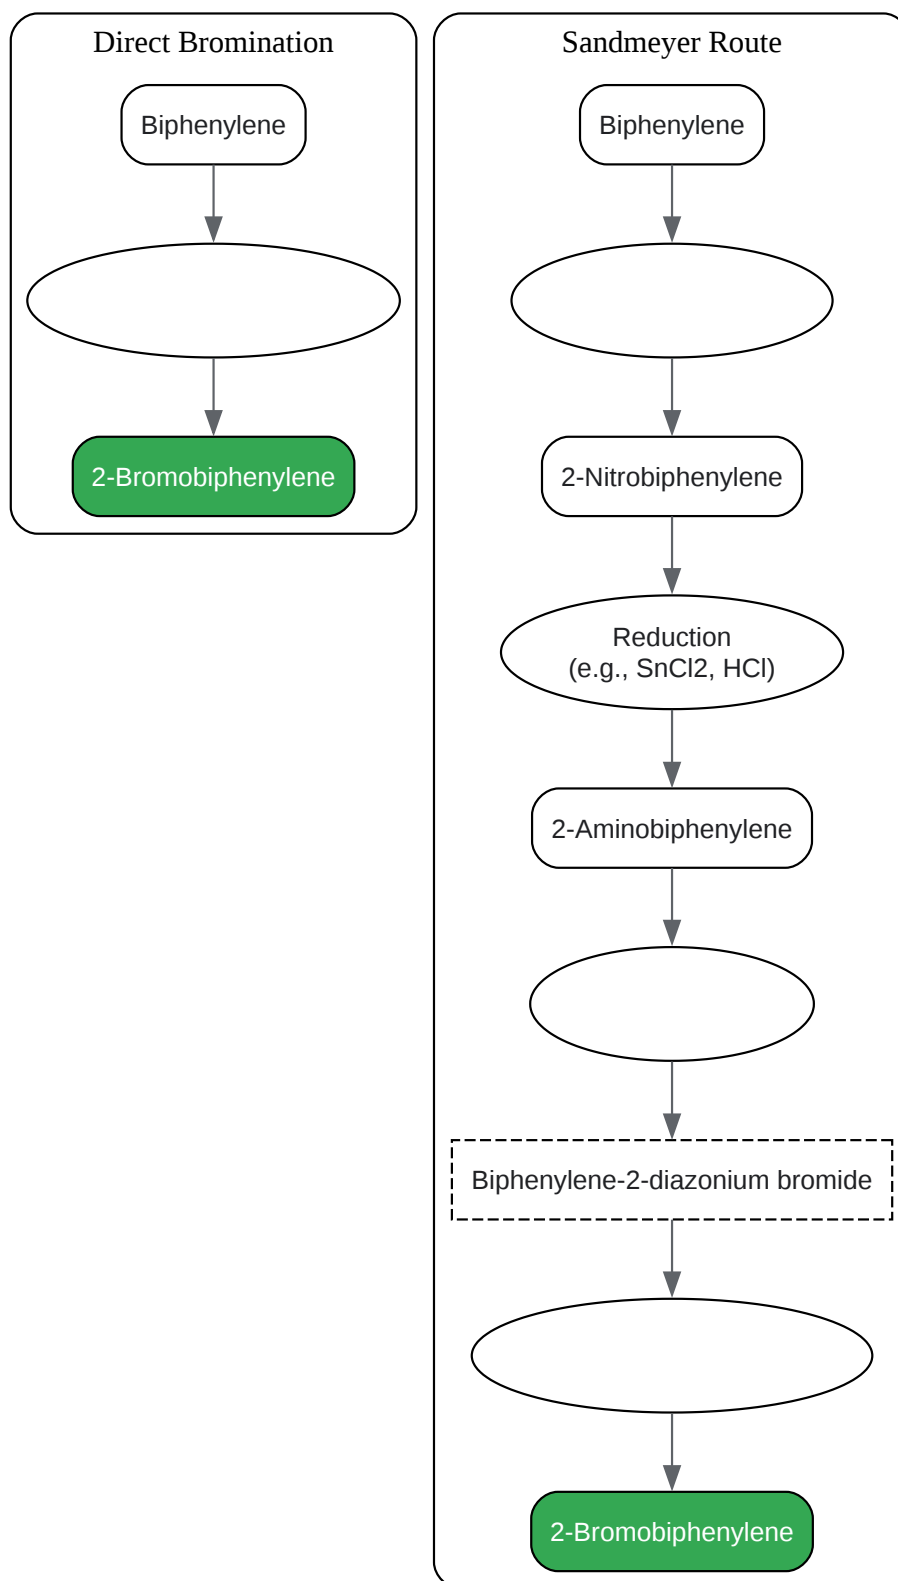 Direct Bromination
Biphenylene
2-Bromobiphenylene
Sandmeyer Route
Biphenylene
2-Nitrobiphenylene
Reduction
(e.g., SnCl2, HCl)
2-Aminobiphenylene
Biphenylene-2-diazonium bromide
2-Bromobiphenylene